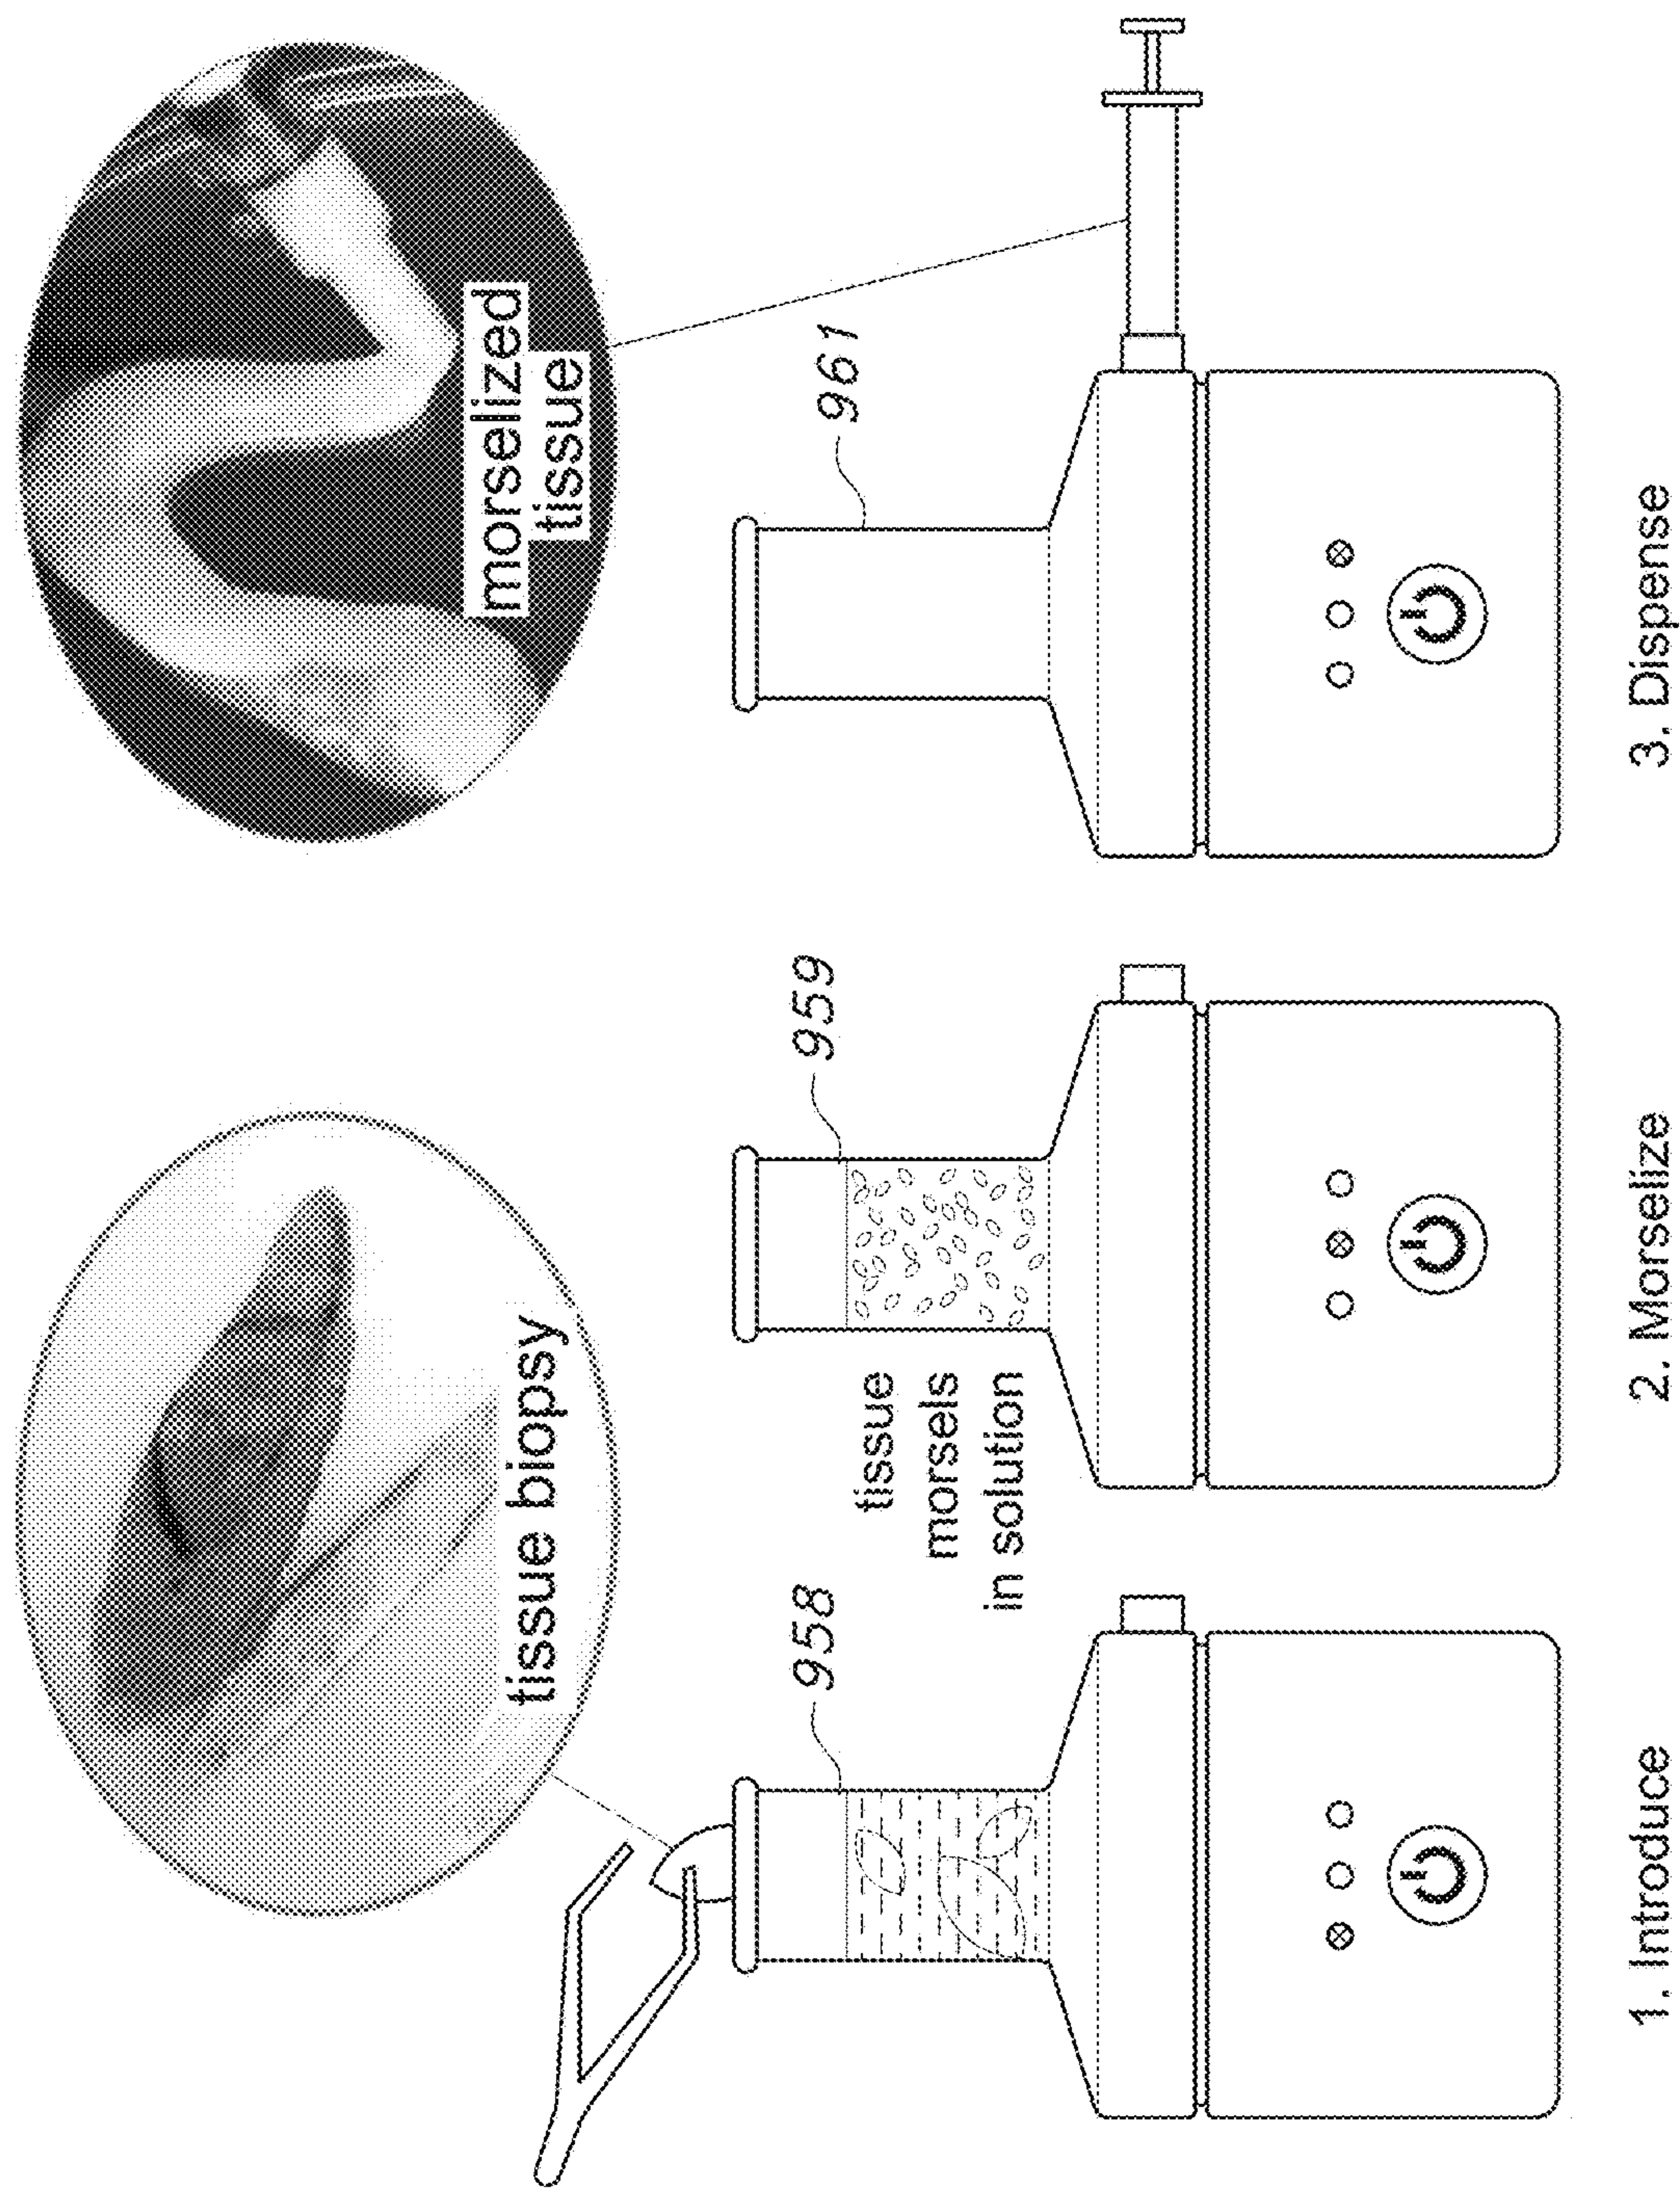 tissue biopsy
morselized
tissue
958
tissue
morsels
in solution
959
961
1. Introduce
2. Morselize
3. Dispense